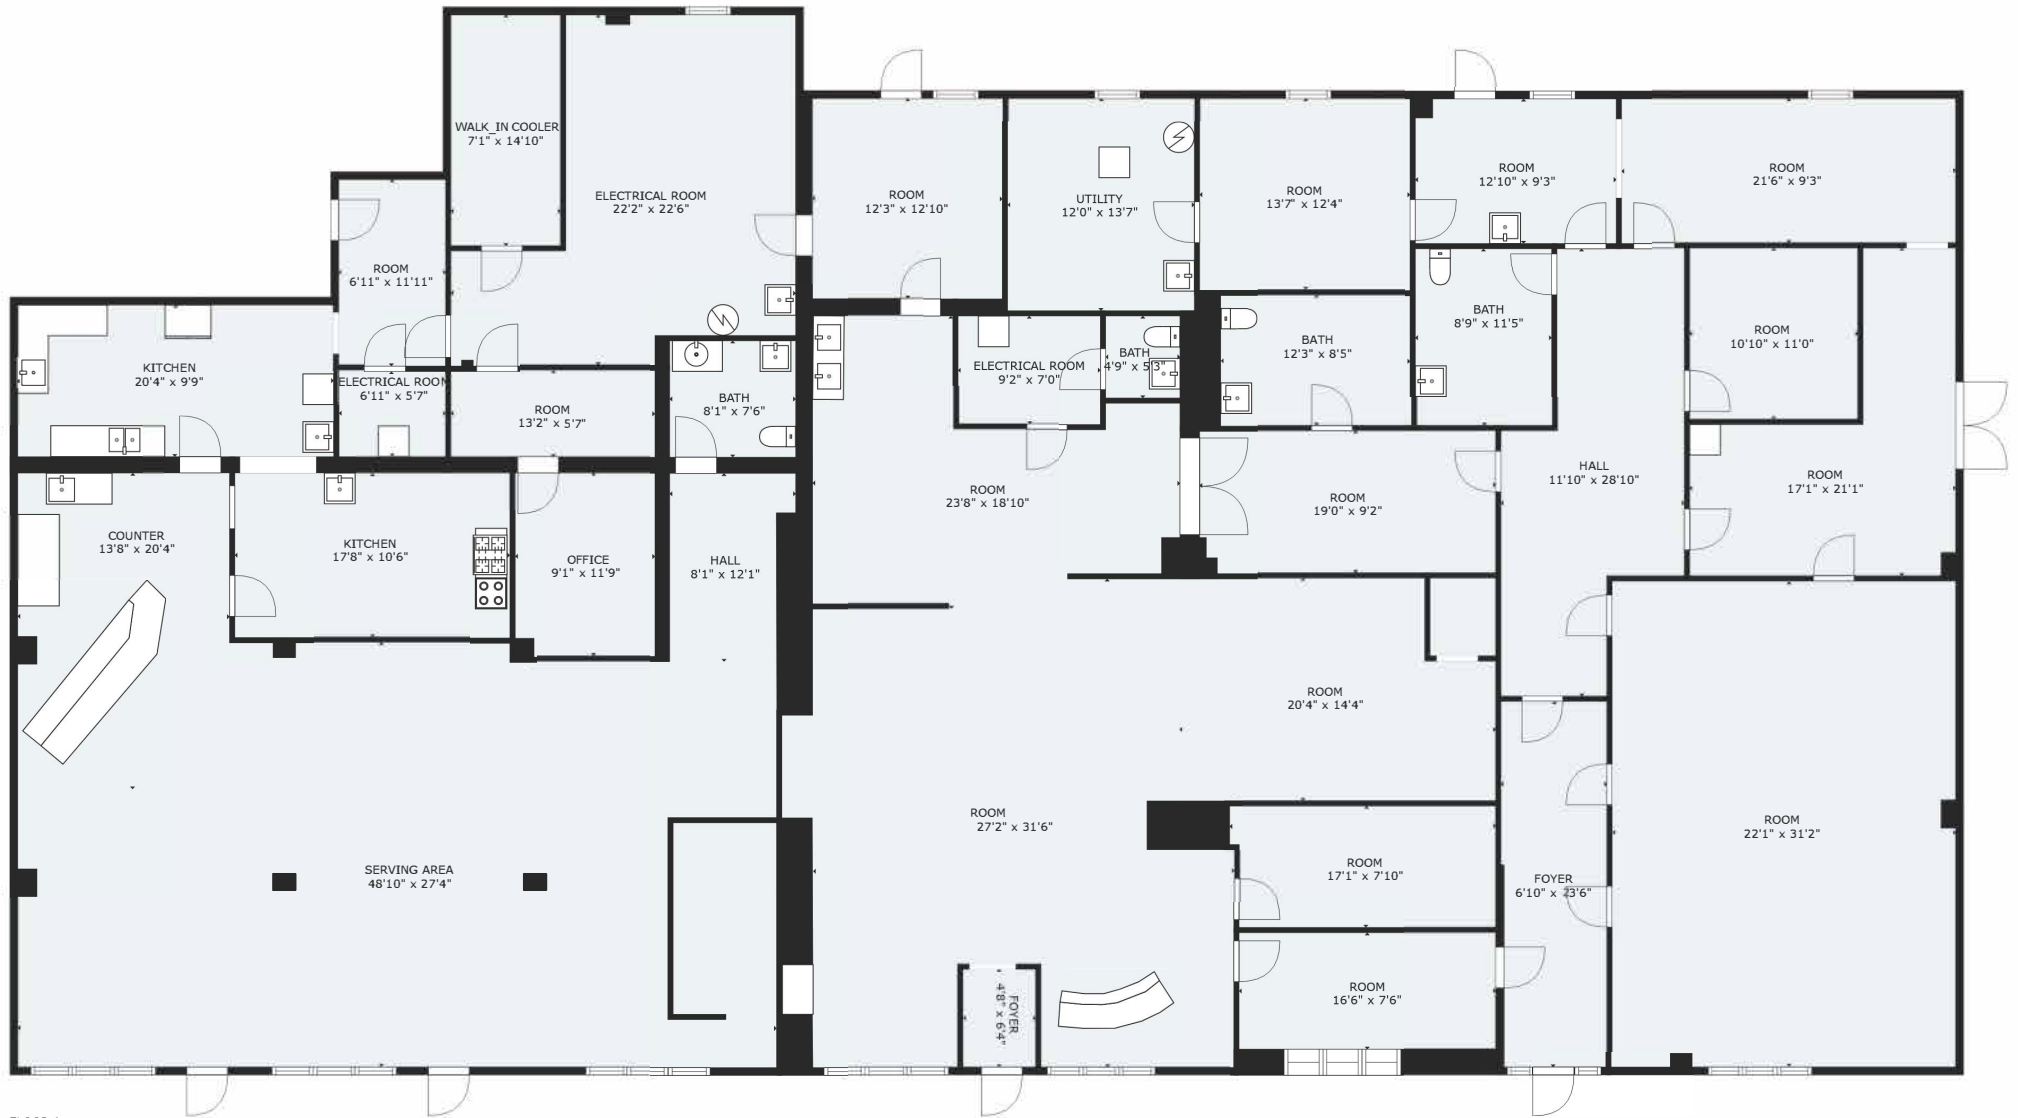 WALK_IN COOLER
7'1" x 14'10"
ELECTRICAL ROOM
22'2" x 22'6"
ROOM
12'3" x 12'10"
UTILITY
12'0" x 13'7"
ROOM
13'7" x 12'4"
ROOM
12'10" x 9'3"
ROOM
21'6" x 9'3"
ROOM
6'11" x 11'11"
KITCHEN
20'4" x 9'9"
ELECTRICAL ROOM
6'11" x 5'7"
ROOM
13'2" x 5'7"
BATH
8'1" x 7'6"
ELECTRICAL ROOM
9'2" x 7'0"
BATH
4'9" x 5'3"
BATH
12'3" x 8'5"
BATH
8'9" x 11'5"
ROOM
10'10" x 11'0"
COUNTER
13'8" x 20'4"
KITCHEN
17'8" x 10'6"
OFFICE
9'1" x 11'9"
HALL
8'1" x 12'1"
ROOM
23'8" x 18'10"
ROOM
19'0" x 9'2"
HALL
11'10" x 28'10"
ROOM
17'1" x 21'1"
ROOM
20'4" x 14'4"
ROOM
27'2" x 31'6"
ROOM
22'1" x 31'2"
SERVING AREA
48'10" x 27'4"
ROOM
17'1" x 7'10"
FOYER
6'10" x 23'6"
ROOM
16'6" x 7'6"
FOYER
4'8" x 6'4"